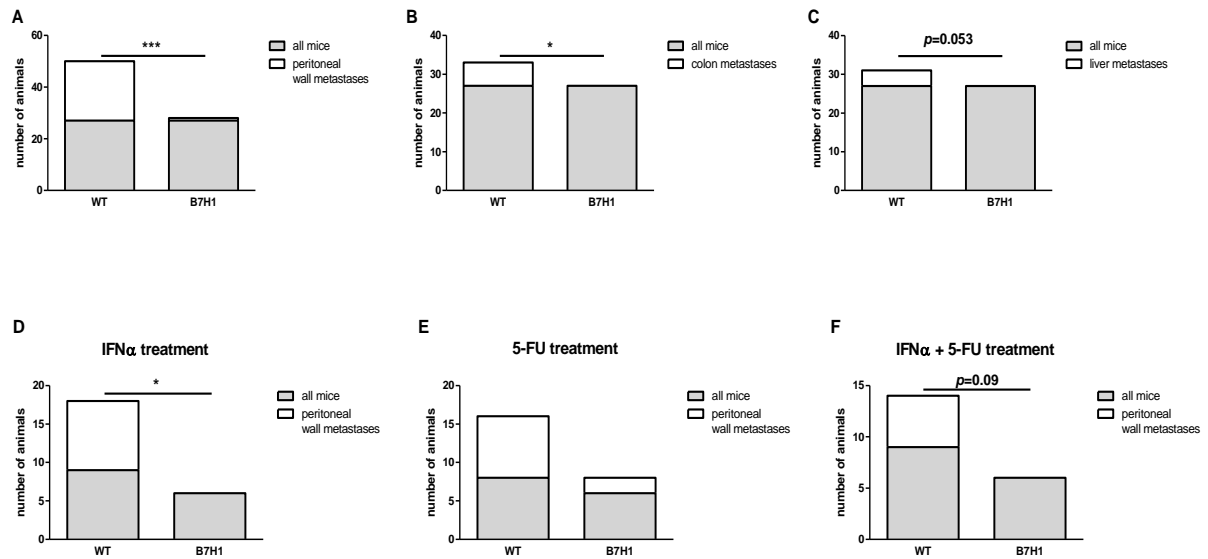 A
60
40
20
0
number of animals
***
WT
B7H1
all mice
peritoneal
wall metastases
B
40
30
20
10
0
number of animals
*
WT
B7H1
all mice
colon metastases
C
40
30
20
10
0
number of animals
p=0.053
WT
B7H1
all mice
liver metastases
D
IFNα treatment
20
15
10
5
0
number of animals
*
WT
B7H1
all mice
peritoneal
wall metastases
E
5-FU treatment
20
15
10
5
0
number of animals
WT
B7H1
all mice
peritoneal
wall metastases
F
IFNα + 5-FU treatment
15
10
5
0
number of animals
p=0.09
WT
B7H1
all mice
peritoneal
wall metastases